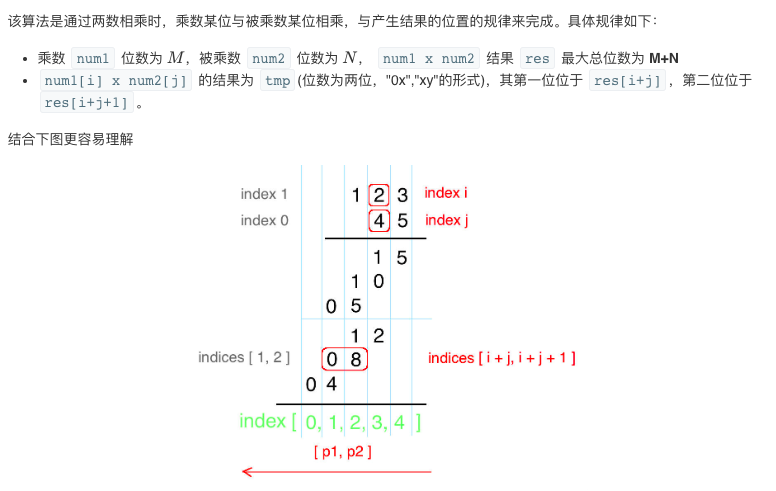 该算法是通过两数相乘时，乘数某位与被乘数某位相乘，与产生结果的位置的规律来完成。具体规律如下：
• 乘数 num1 位数为 M，被乘数 num2 位数为 N， num1 x num2 结果 res 最大总位数为 M+N
• num1[i] x num2[j] 的结果为 tmp (位数为两位，"0x","xy"的形式)，其第一位位于 res[i+j]，第二位位于
res[i+j+1]。
结合下图更容易理解
index 1 1 2 3 index i
index 0 4 5 index j
1 5
1 0
0 5
1 2
indices [ 1, 2 ] 0 8 indices [ i + j, i + j + 1 ]
0 4
index [ 0, 1, 2, 3, 4 ]
[ p1, p2 ]